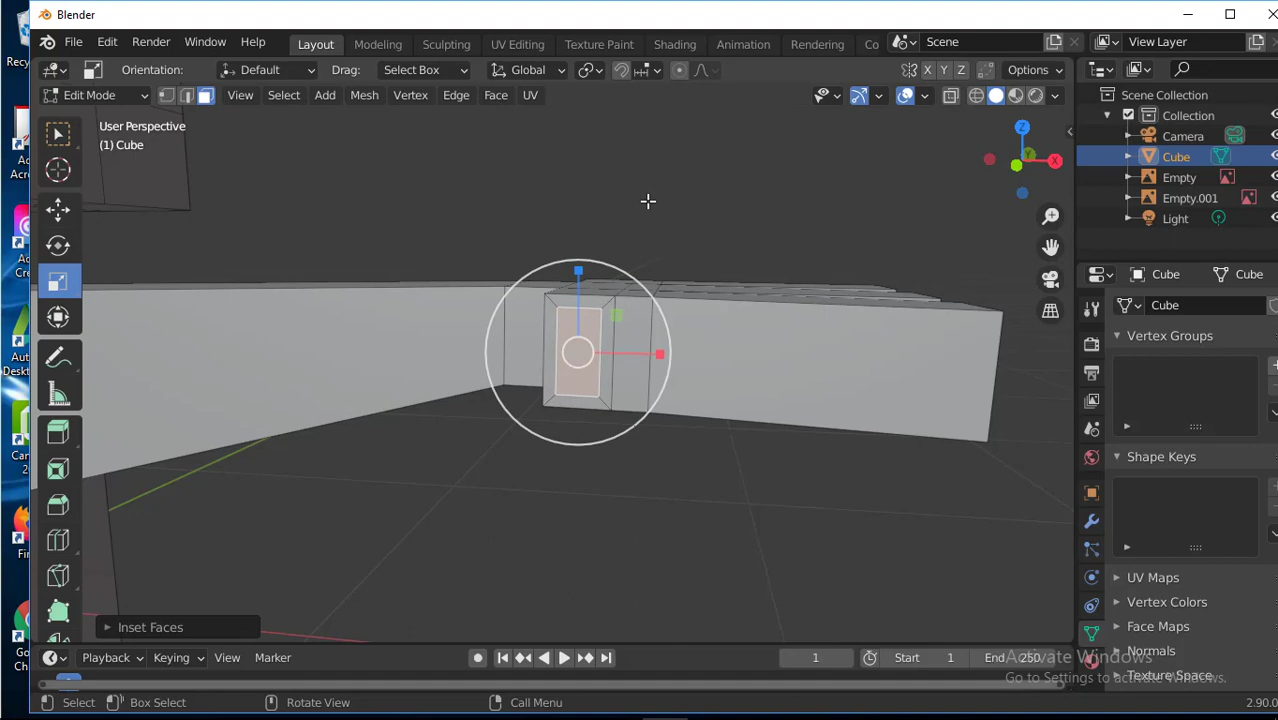 Blender
File Edit Render Window Help Layout Modeling Sculpting UV Editing Texture Paint Shading Animation Rendering Co Scene View Layer
Orientation: Default Drag: Select Box Global Options
Edit Mode View Select Add Mesh Vertex Edge Face UV
User Perspective
(1) Cube
Z
Y
X
Scene Collection
Collection
Camera
Cube
Empty
Empty.001
Light
Cube Cube
Cube
Vertex Groups
Shape Keys
UV Maps
Vertex Colors
Face Maps
Normals
Texture Space
Inset Faces
Activate Windows
Go to Settings to activate Windows.
Playback Keying View Marker 1 Start 1 End 250
Select Box Select Rotate View Call Menu 2.90.0